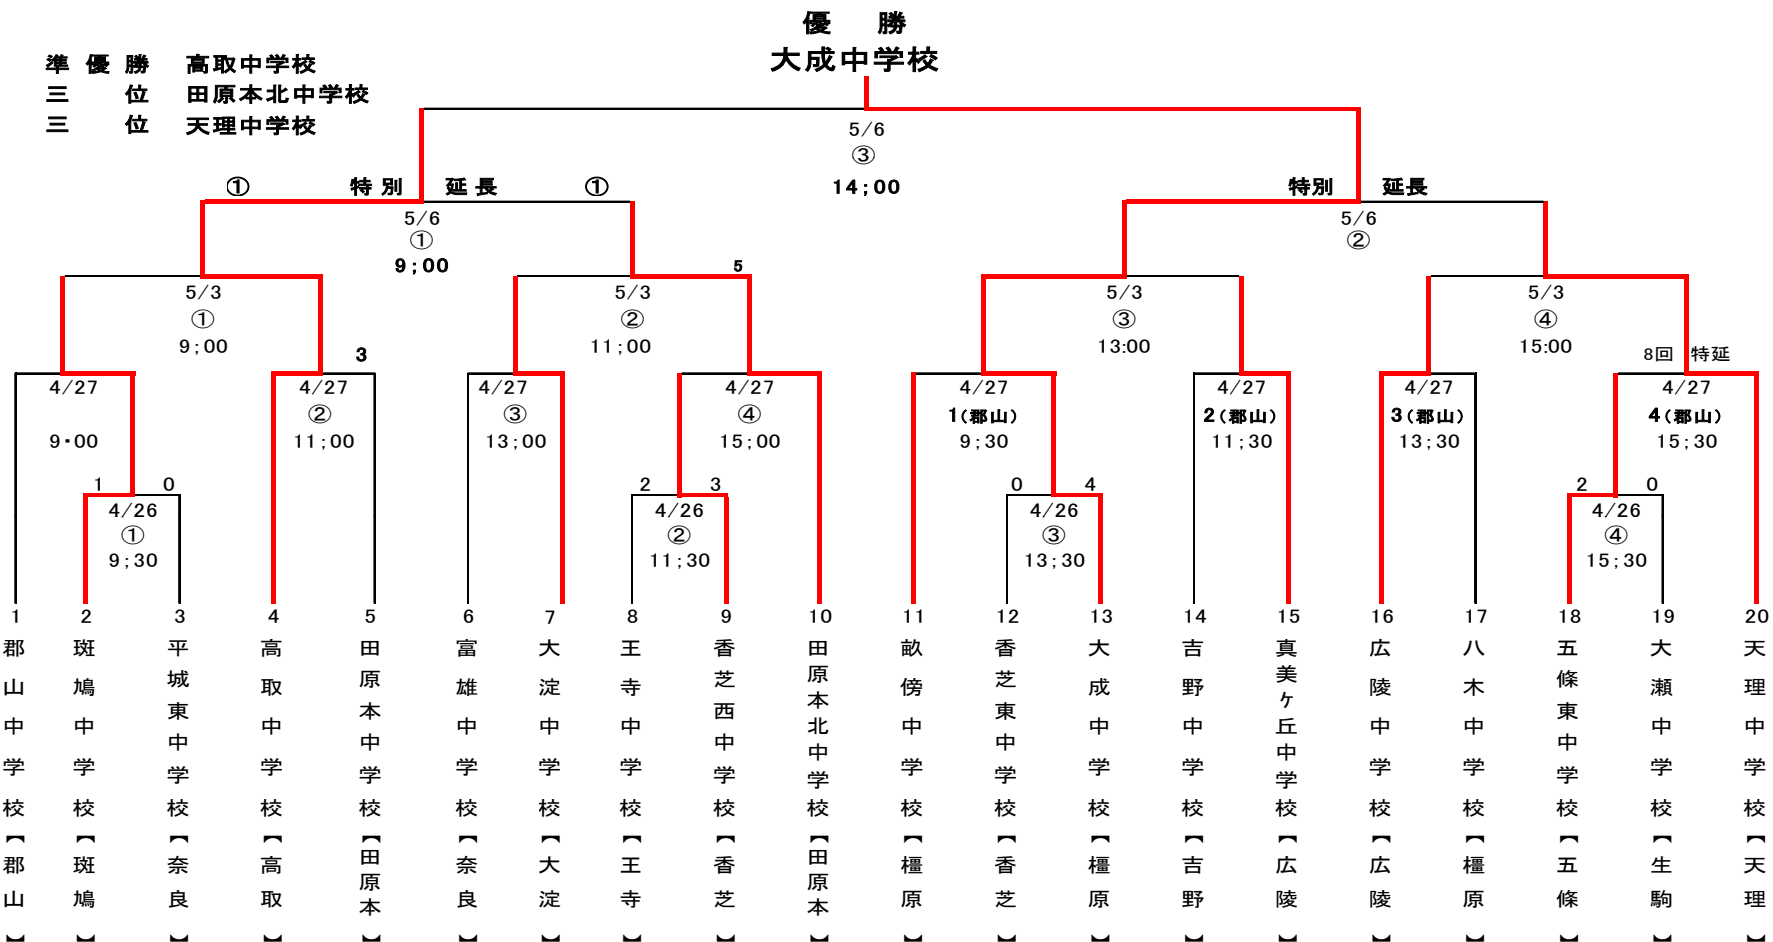 優 勝
大成中学校
準 優 勝 高取中学校
三 位 田原本北中学校
三 位 天理中学校
5/6
③
14;00
① 特別 延長 ①
特別 延長
5/6
①
9;00
5/6
②
5
5/3
①
9;00
5/3
②
11;00
5/3
③
13:00
5/3
④
15:00
3
8回 特延
4/27
9・00
4/27
②
11;00
4/27
③
13;00
4/27
④
15;00
4/27
1(郡山)
9;30
4/27
2(郡山)
11;30
4/27
3(郡山)
13;30
4/27
4(郡山)
15;30
1 0
4/26
①
9;30
2 3
4/26
②
11;30
0 4
4/26
③
13;30
2 0
4/26
④
15;30
1 郡山中学校【郡山】
2 斑鳩中学校【斑鳩】
3 平城東中学校【奈良】
4 高取中学校【高取】
5 田原本中学校【田原本】
6 富雄中学校【奈良】
7 大淀中学校【大淀】
8 王寺中学校【王寺】
9 香芝西中学校【香芝】
10 田原本北中学校【田原本】
11 畝傍中学校【橿原】
12 香芝東中学校【香芝】
13 大成中学校【橿原】
14 吉野中学校【吉野】
15 真美ヶ丘中学校【広陵】
16 広陵中学校【広陵】
17 八木中学校【橿原】
18 五條東中学校【五條】
19 大瀬中学校【生駒】
20 天理中学校【天理】